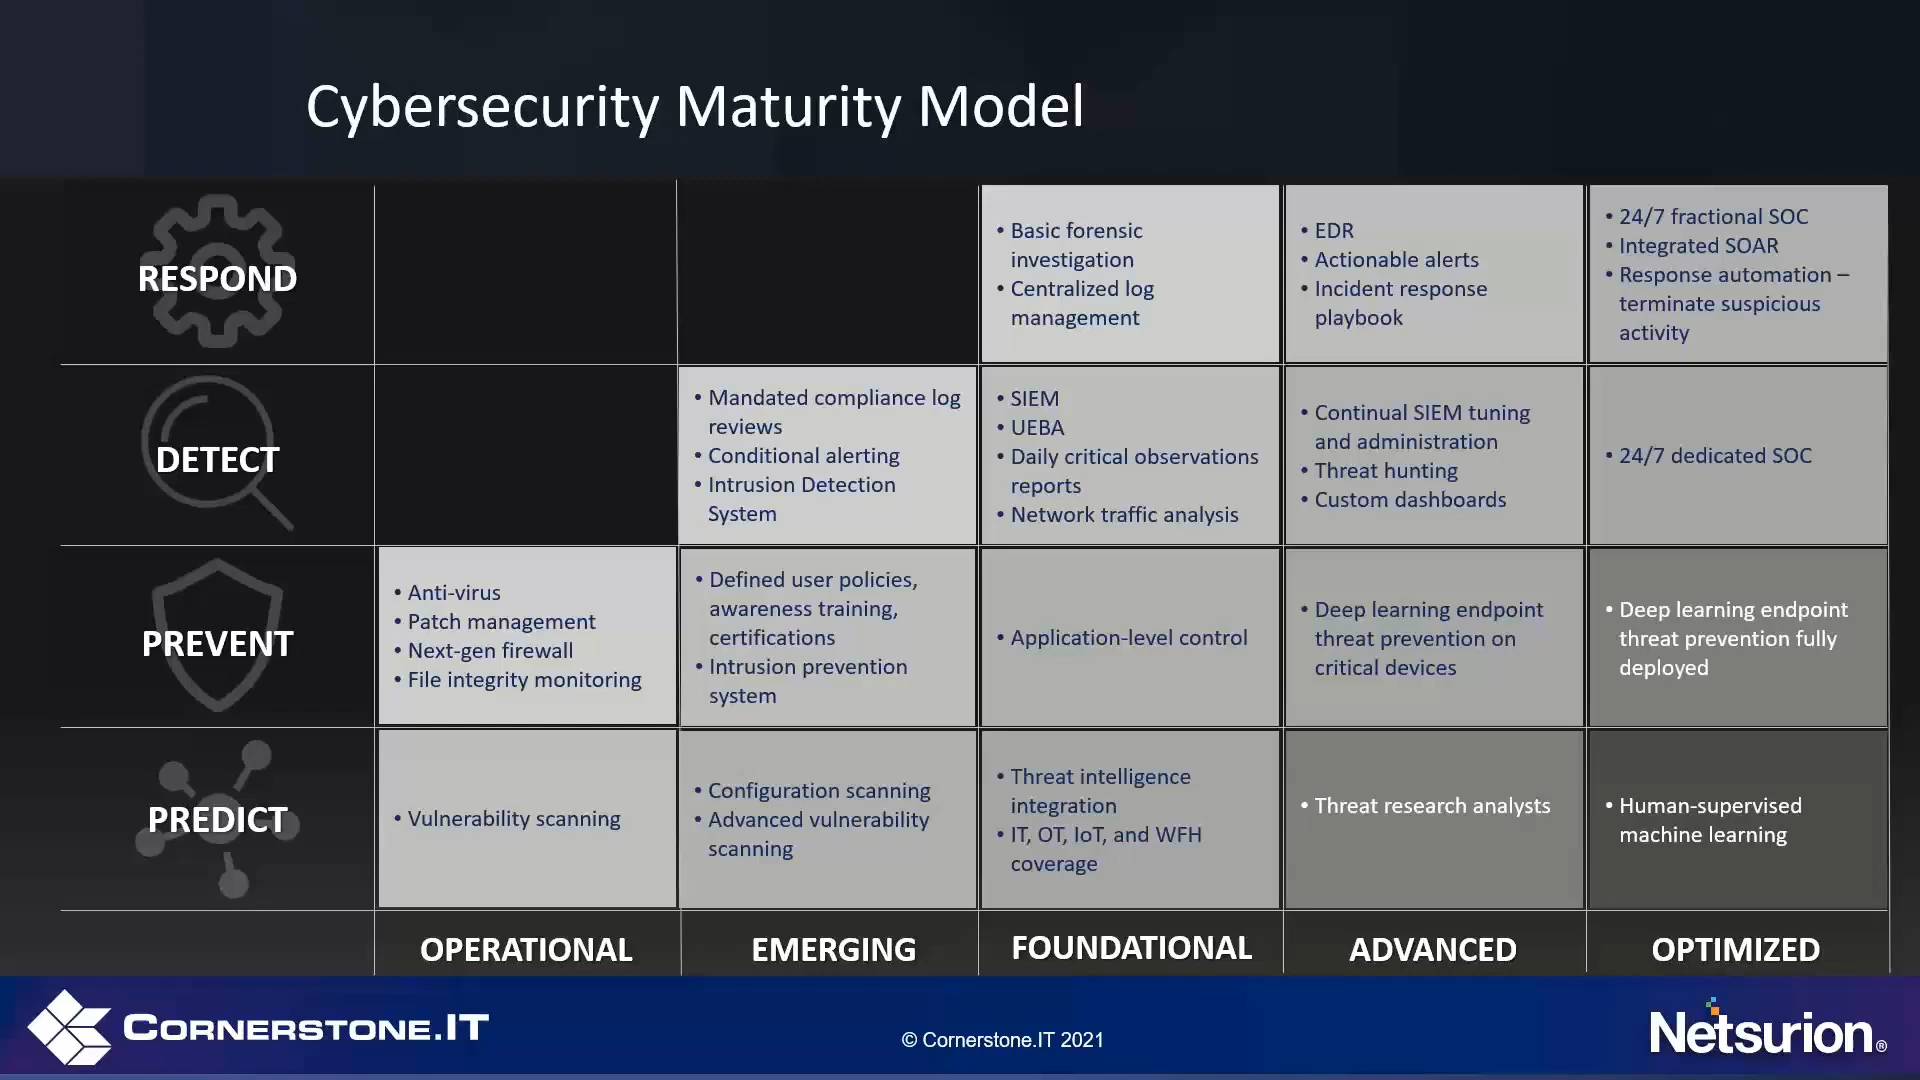 Cybersecurity Maturity Model
RESPOND
• Basic forensic
investigation
• Centralized log
management
• EDR
• Actionable alerts
• Incident response
playbook
• 24/7 fractional SOC
• Integrated SOAR
• Response automation –
terminate suspicious
activity
DETECT
• Mandated compliance log
reviews
• Conditional alerting
• Intrusion Detection
System
• SIEM
• UEBA
• Daily critical observations
reports
• Network traffic analysis
• Continual SIEM tuning
and administration
• Threat hunting
• Custom dashboards
• 24/7 dedicated SOC
PREVENT
• Anti-virus
• Patch management
• Next-gen firewall
• File integrity monitoring
• Defined user policies,
awareness training,
certifications
• Intrusion prevention
system
• Application-level control
• Deep learning endpoint
threat prevention on
critical devices
• Deep learning endpoint
threat prevention fully
deployed
PREDICT
• Vulnerability scanning
• Configuration scanning
• Advanced vulnerability
scanning
• Threat intelligence
integration
• IT, OT, IoT, and WFH
coverage
• Threat research analysts
• Human-supervised
machine learning
OPERATIONAL
EMERGING
FOUNDATIONAL
ADVANCED
OPTIMIZED
CORNERSTONE.IT
© Cornerstone.IT 2021
Netsurion®